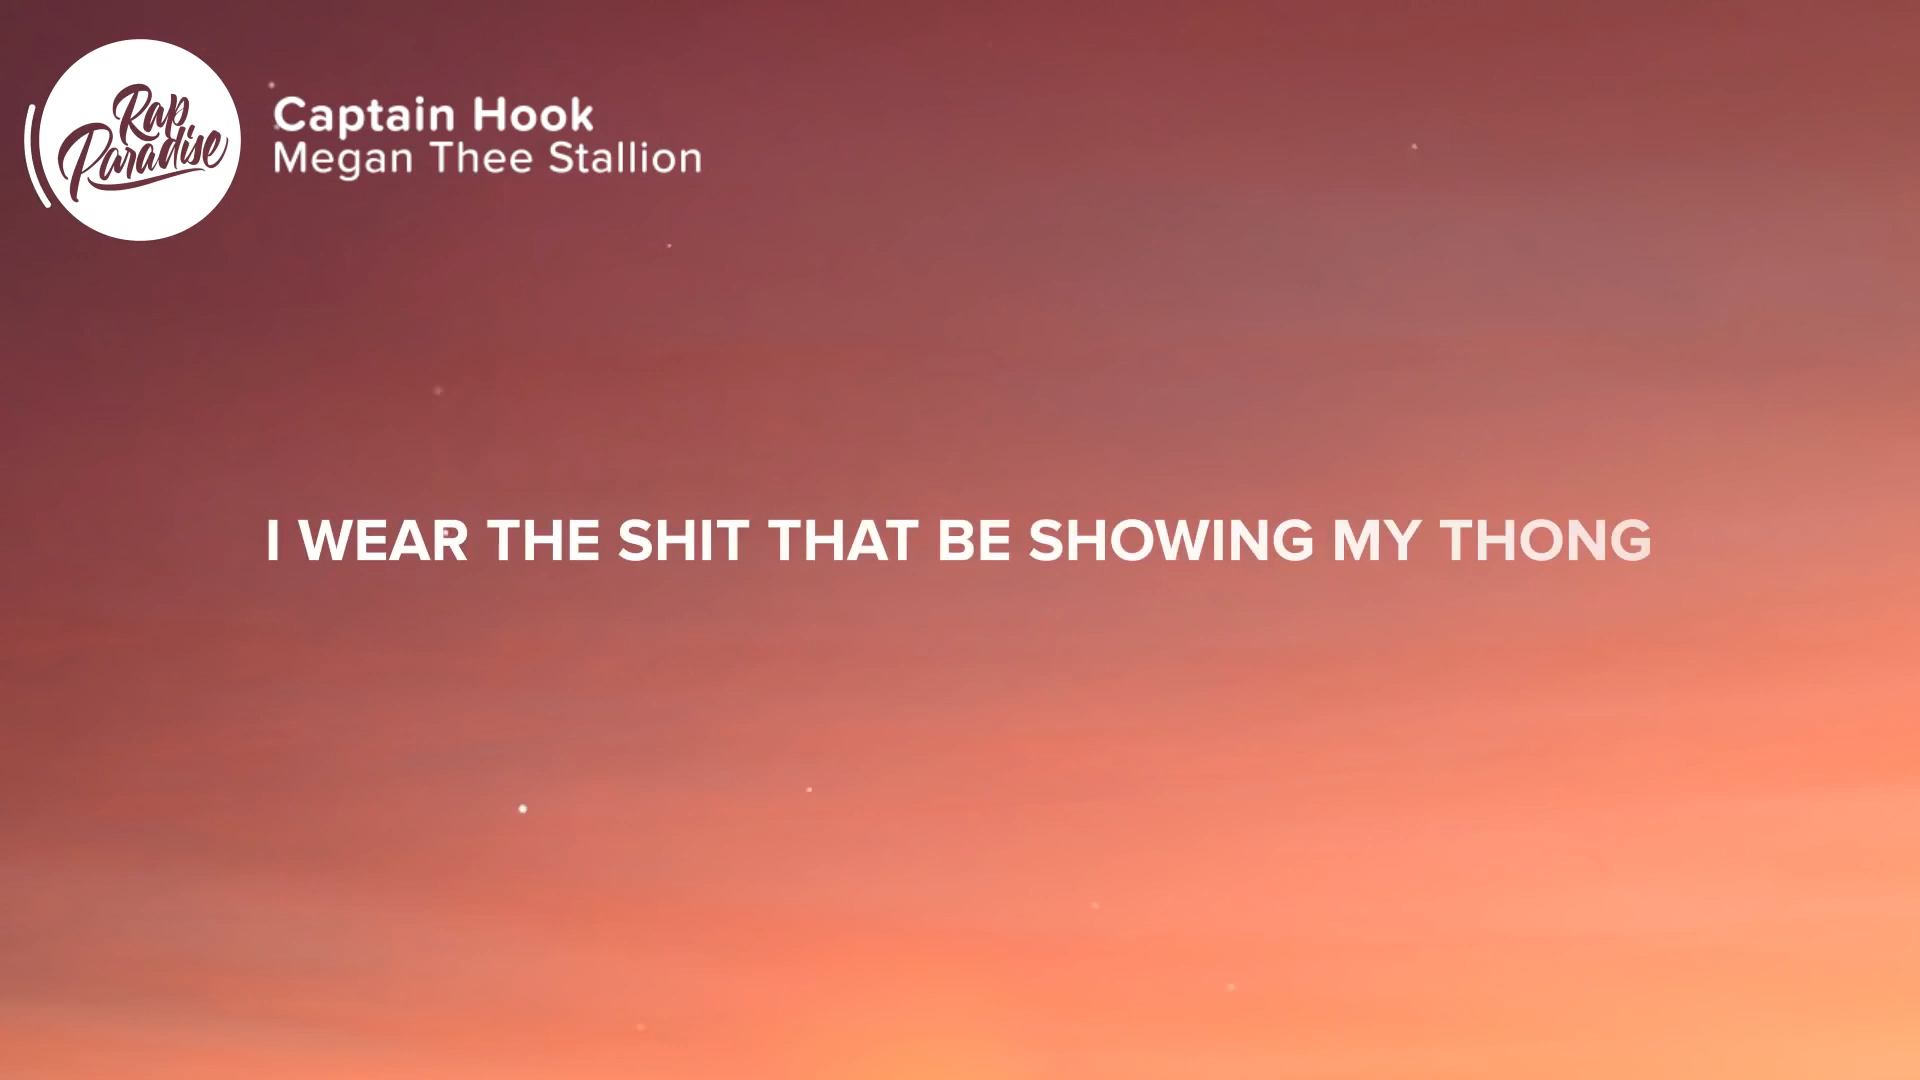 Rap
Paradise
Captain Hook
Megan Thee Stallion
I WEAR THE SHIT THAT BE SHOWING MY THONG